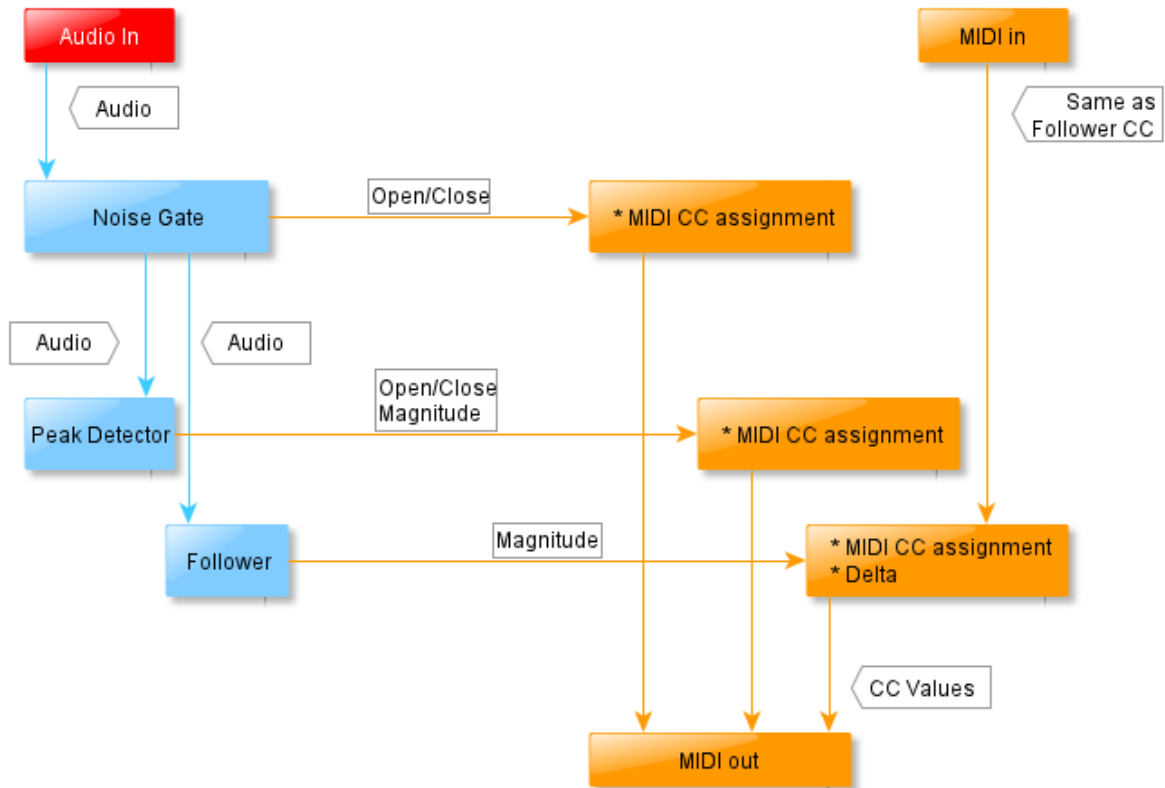 Audio In
MIDI in
Audio
Same as
Follower CC
Noise Gate
Open/Close
* MIDI CC assignment
Audio
Audio
Peak Detector
Open/Close
Magnitude
* MIDI CC assignment
Follower
Magnitude
* MIDI CC assignment
* Delta
CC Values
MIDI out